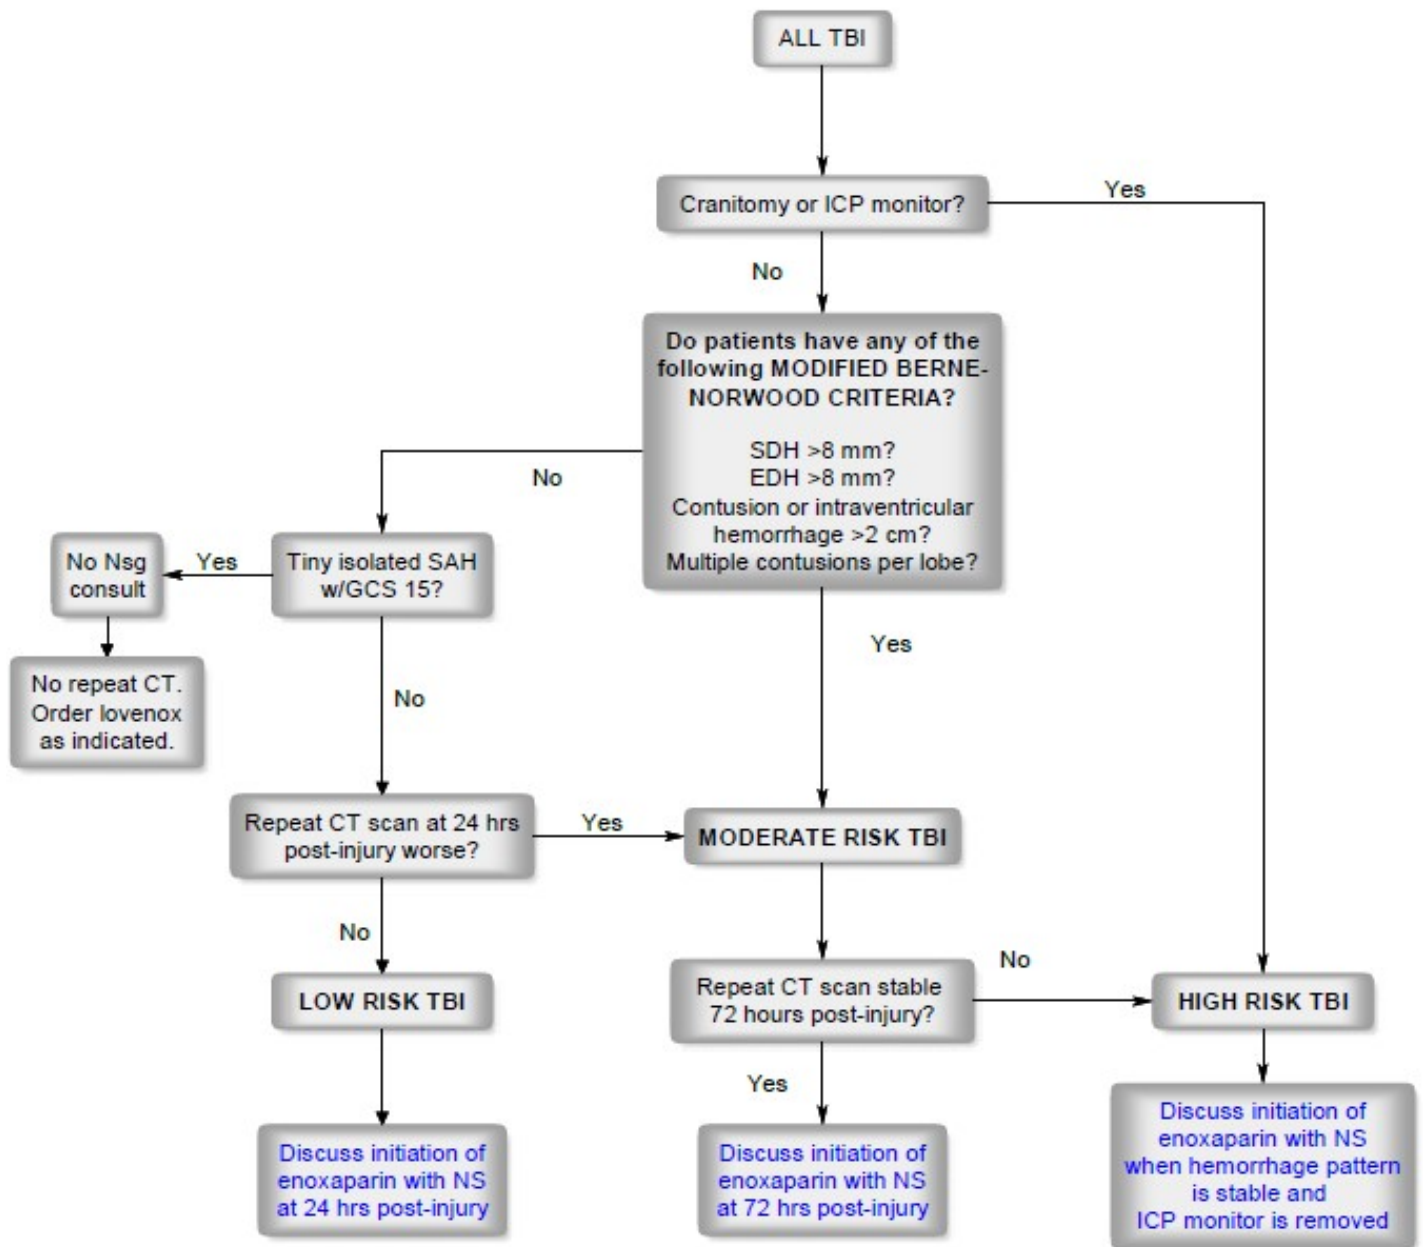 ALL TBI
Cranitomy or ICP monitor?
Yes
No
Do patients have any of the
following MODIFIED BERNE-
NORWOOD CRITERIA?
SDH >8 mm?
EDH >8 mm?
Contusion or intraventricular
hemorrhage >2 cm?
Multiple contusions per lobe?
No
Yes
Tiny isolated SAH
w/GCS 15?
Yes
No Nsg
consult
No repeat CT.
Order lovenox
as indicated.
No
Repeat CT scan at 24 hrs
post-injury worse?
Yes
MODERATE RISK TBI
No
LOW RISK TBI
Repeat CT scan stable
72 hours post-injury?
No
HIGH RISK TBI
Yes
Discuss initiation of
enoxaparin with NS
at 24 hrs post-injury
Discuss initiation of
enoxaparin with NS
at 72 hrs post-injury
Discuss initiation of
enoxaparin with NS
when hemorrhage pattern
is stable and
ICP monitor is removed